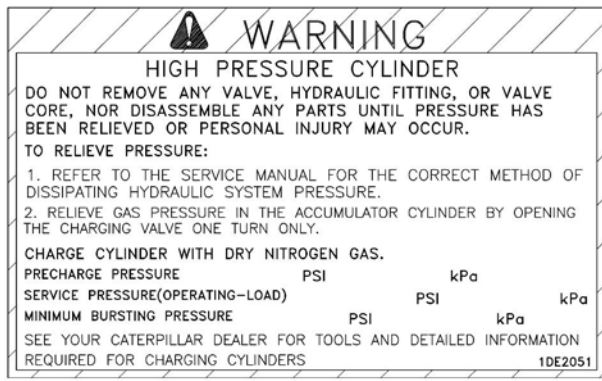 WARNING
HIGH PRESSURE CYLINDER
DO NOT REMOVE ANY VALVE, HYDRAULIC FITTING, OR VALVE
CORE, NOR DISASSEMBLE ANY PARTS UNTIL PRESSURE HAS
BEEN RELIEVED OR PERSONAL INJURY MAY OCCUR.
TO RELIEVE PRESSURE:
1. REFER TO THE SERVICE MANUAL FOR THE CORRECT METHOD OF
DISSIPATING HYDRAULIC SYSTEM PRESSURE.
2. RELIEVE GAS PRESSURE IN THE ACCUMULATOR CYLINDER BY OPENING
THE CHARGING VALVE ONE TURN ONLY.
CHARGE CYLINDER WITH DRY NITROGEN GAS.
PRECHARGE PRESSURE PSI kPa
SERVICE PRESSURE(OPERATING-LOAD) PSI kPa
MINIMUM BURSTING PRESSURE PSI kPa
SEE YOUR CATERPILLAR DEALER FOR TOOLS AND DETAILED INFORMATION
REQUIRED FOR CHARGING CYLINDERS 1DE2051